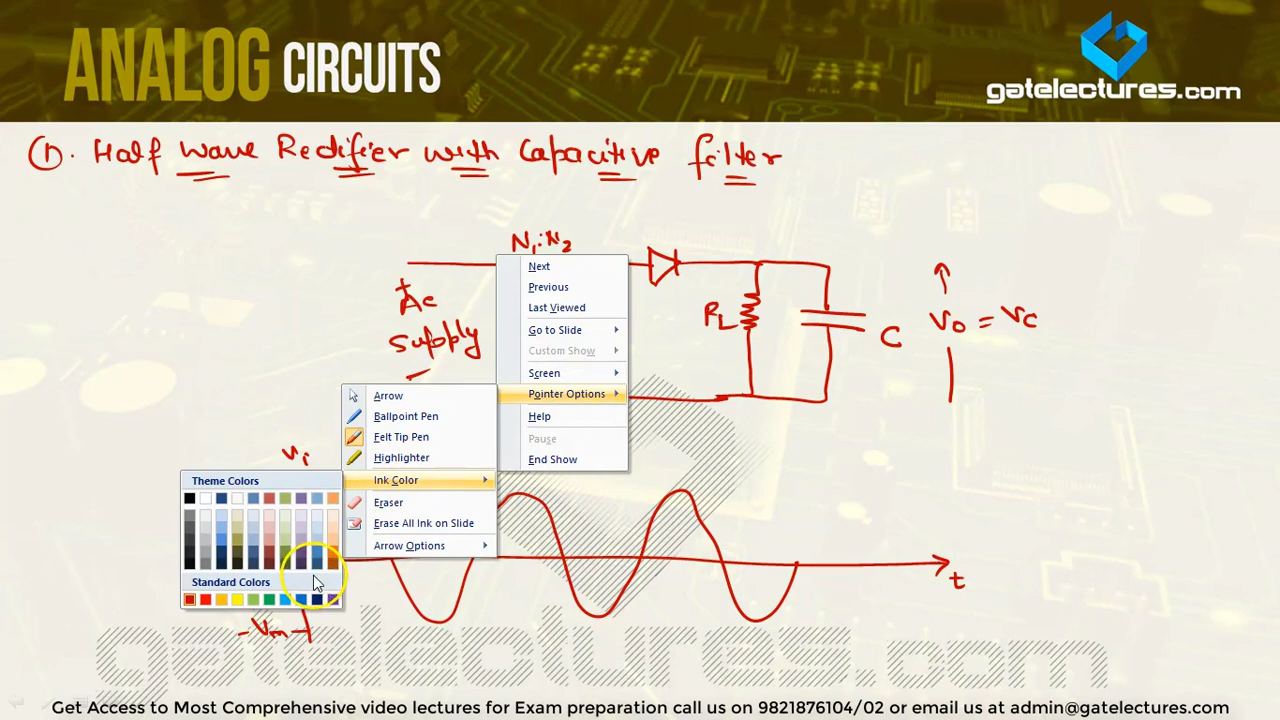 ANALOG CIRCUITS
gatelectures.com
①. Half wave Rectifier with Capacitive filter
N1:N2
Ac
supply
RL
C
Vo = Vc
Next
Previous
Last Viewed
Go to Slide
Custom Show
Screen
Pointer Options
Help
Pause
End Show
Arrow
Ballpoint Pen
Felt Tip Pen
Highlighter
Ink Color
Eraser
Erase All Ink on Slide
Arrow Options
Vi
Theme Colors
Standard Colors
-Vm
t
gatelectures.com
Get Access to Most Comprehensive video lectures for Exam preparation call us on 9821876104/02 or email us at admin@gatelectures.com